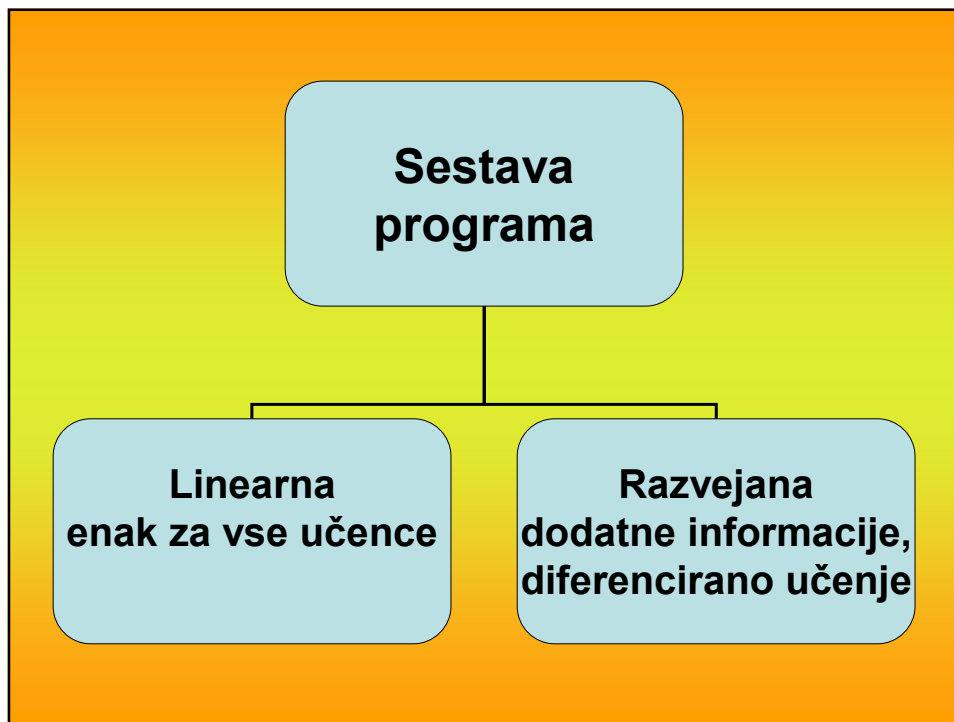 Sestava
programa
Linearna
enak za vse učence
Razvejana
dodatne informacije,
diferencirano učenje